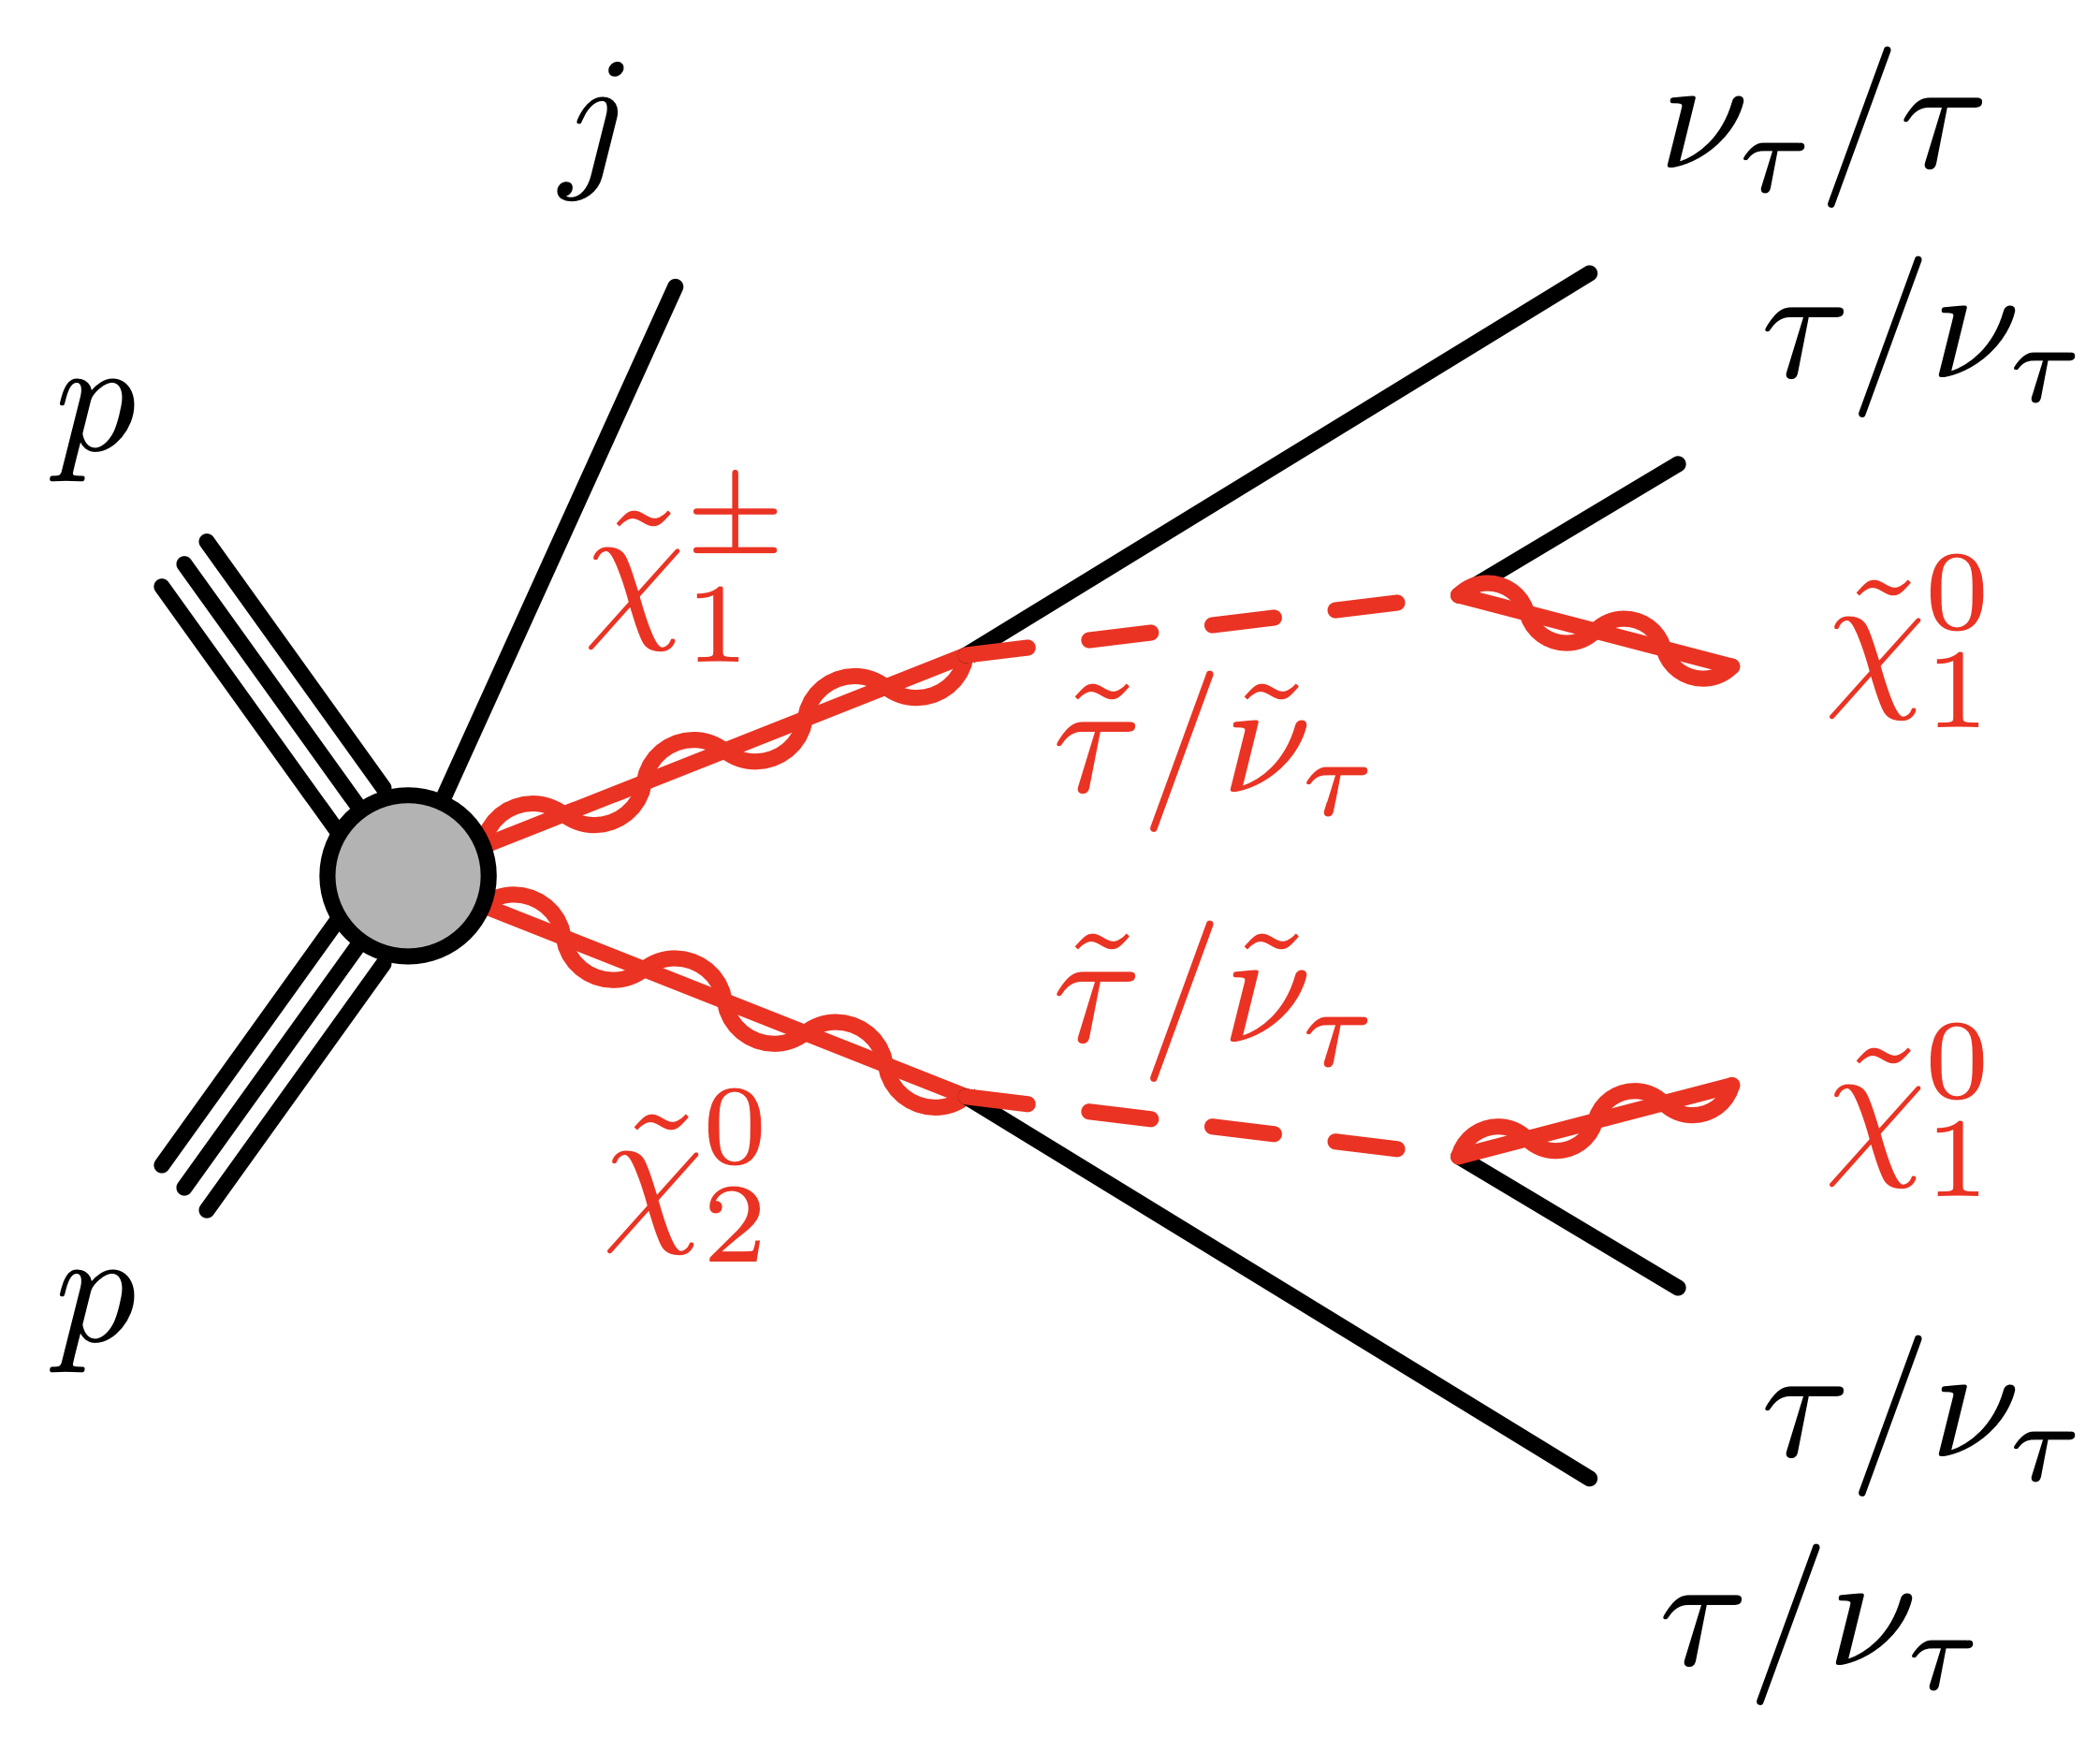 j
ν_τ/τ
τ/ν_τ
p
χ̃₁^±
χ̃₁⁰
τ̃/ν̃_τ
τ̃/ν̃_τ
χ̃₁⁰
χ̃₂⁰
p
τ/ν_τ
τ/ν_τ